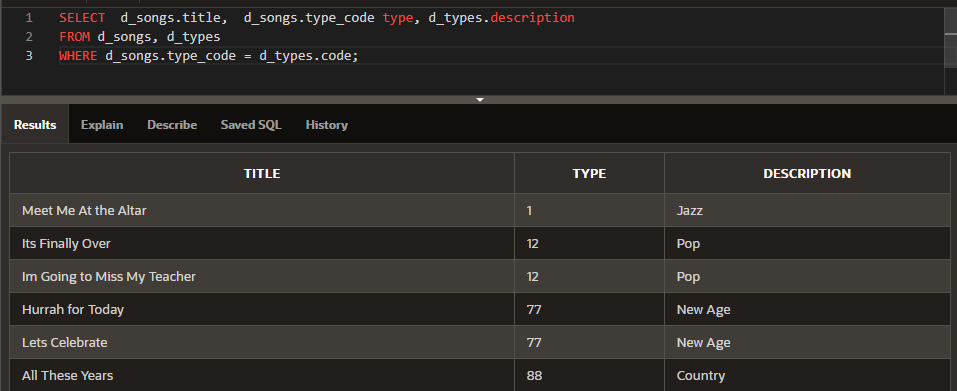 1 SELECT  d_songs.title,  d_songs.type_code type, d_types.description
2 FROM d_songs, d_types
3 WHERE d_songs.type_code = d_types.code;
Results Explain Describe Saved SQL History
TITLE TYPE DESCRIPTION
Meet Me At the Altar 1 Jazz
Its Finally Over 12 Pop
Im Going to Miss My Teacher 12 Pop
Hurrah for Today 77 New Age
Lets Celebrate 77 New Age
All These Years 88 Country